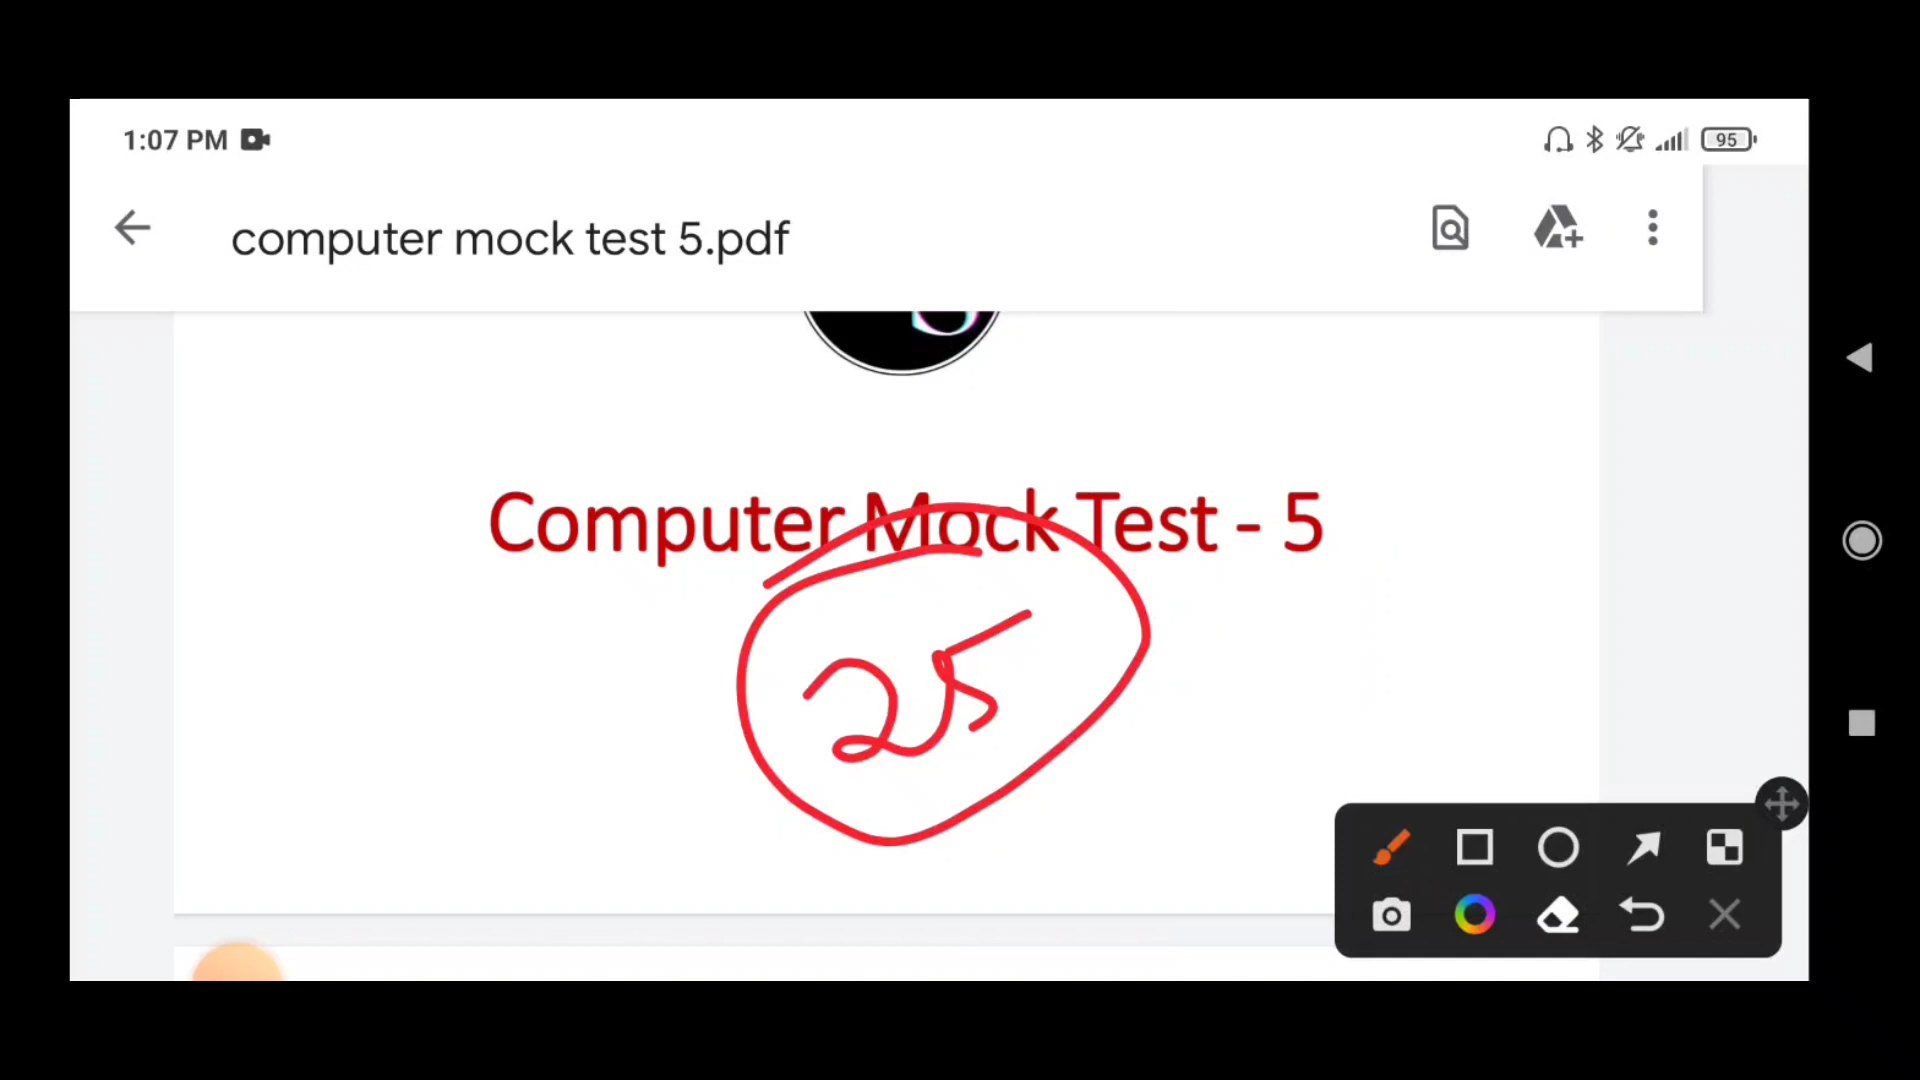 1:07 PM
95
computer mock test 5.pdf
Computer Mock Test - 5
25